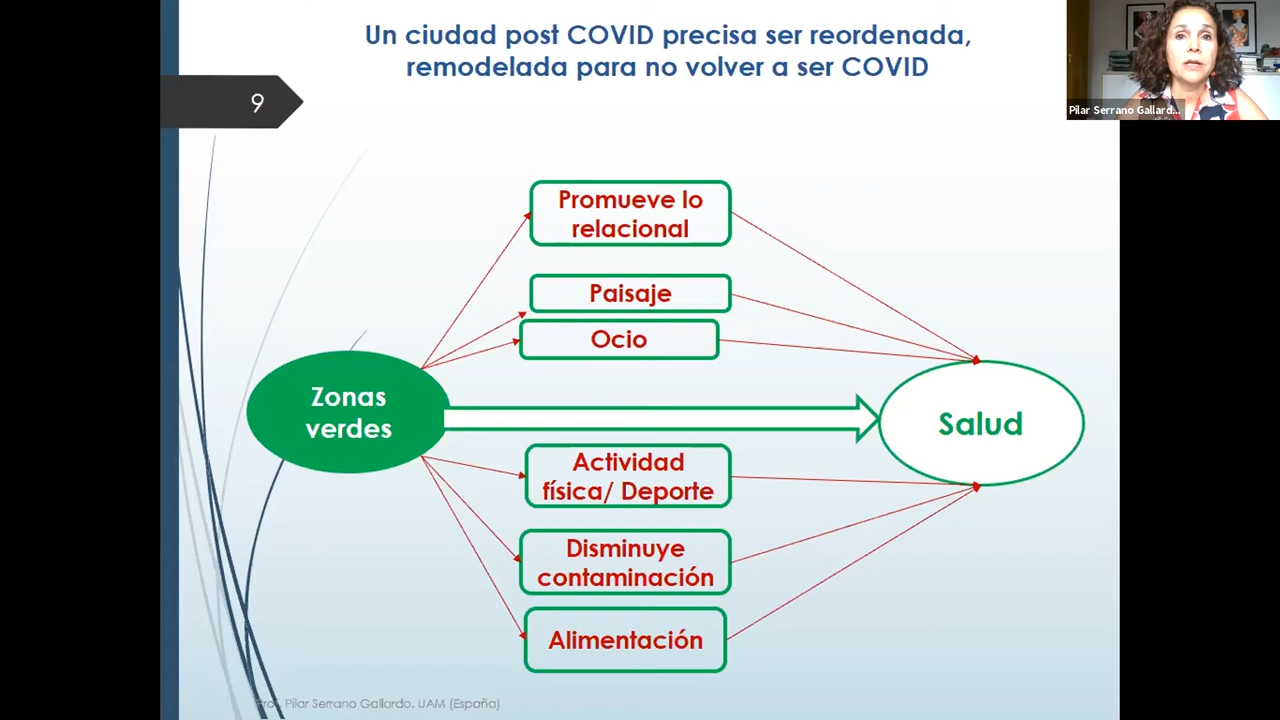 Un ciudad post COVID precisa ser reordenada,
remodelada para no volver a ser COVID
9
Pilar Serrano Gallard...
Promueve lo
relacional
Paisaje
Ocio
Zonas
verdes
Salud
Actividad
física/ Deporte
Disminuye
contaminación
Alimentación
Prof. Pilar Serrano Gallardo. UAM (España)